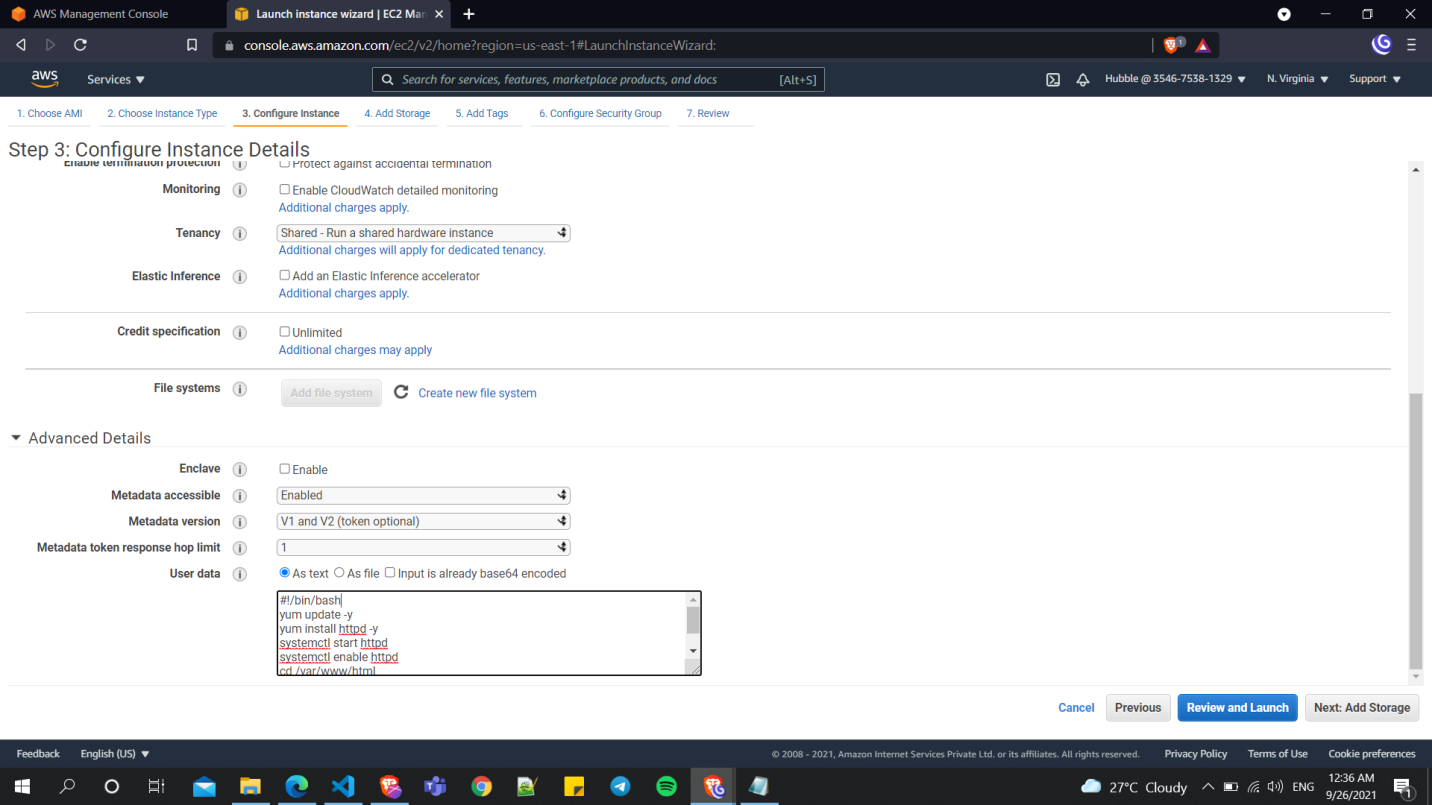 AWS Management Console
Launch instance wizard | EC2 Man
console.aws.amazon.com/ec2/v2/home?region=us-east-1#LaunchInstanceWizard:
1
aws
Services
Search for services, features, marketplace products, and docs
[Alt+S]
Hubble @ 3546-7538-1329
N. Virginia
Support
1. Choose AMI
2. Choose Instance Type
3. Configure Instance
4. Add Storage
5. Add Tags
6. Configure Security Group
7. Review
Step 3: Configure Instance Details
Enable termination protection
Protect against accidental termination
Monitoring
Enable CloudWatch detailed monitoring
Additional charges apply.
Tenancy
Shared - Run a shared hardware instance
Additional charges will apply for dedicated tenancy.
Elastic Inference
Add an Elastic Inference accelerator
Additional charges apply.
Credit specification
Unlimited
Additional charges may apply
File systems
Add file system
Create new file system
Advanced Details
Enclave
Enable
Metadata accessible
Enabled
Metadata version
V1 and V2 (token optional)
Metadata token response hop limit
1
User data
As text
As file
Input is already base64 encoded
#!/bin/bash
yum update -y
yum install httpd -y
systemctl start httpd
systemctl enable httpd
cd /var/www/html
Cancel
Previous
Review and Launch
Next: Add Storage
Feedback
English (US)
© 2008 - 2021, Amazon Internet Services Private Ltd. or its affiliates. All rights reserved.
Privacy Policy
Terms of Use
Cookie preferences
27°C Cloudy
ENG
12:36 AM
9/26/2021
1